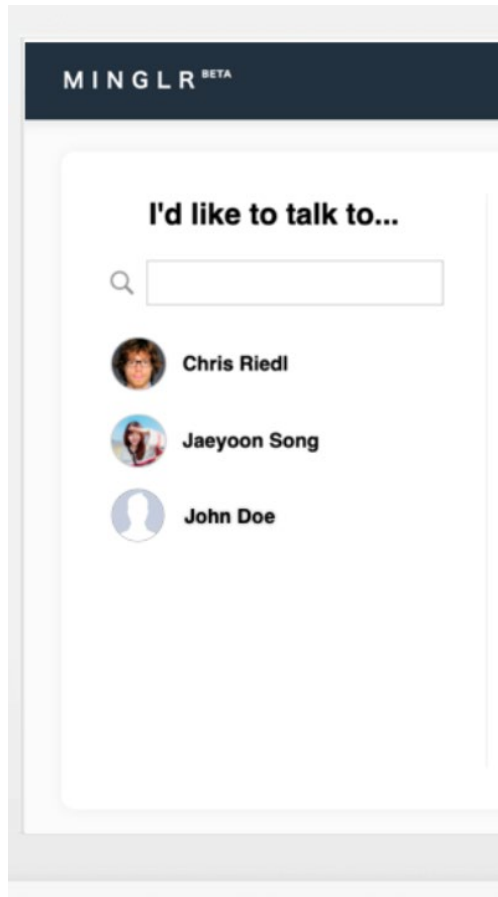 MINGLR BETA
I'd like to talk to...
Chris Riedl
Jaeyoon Song
John Doe